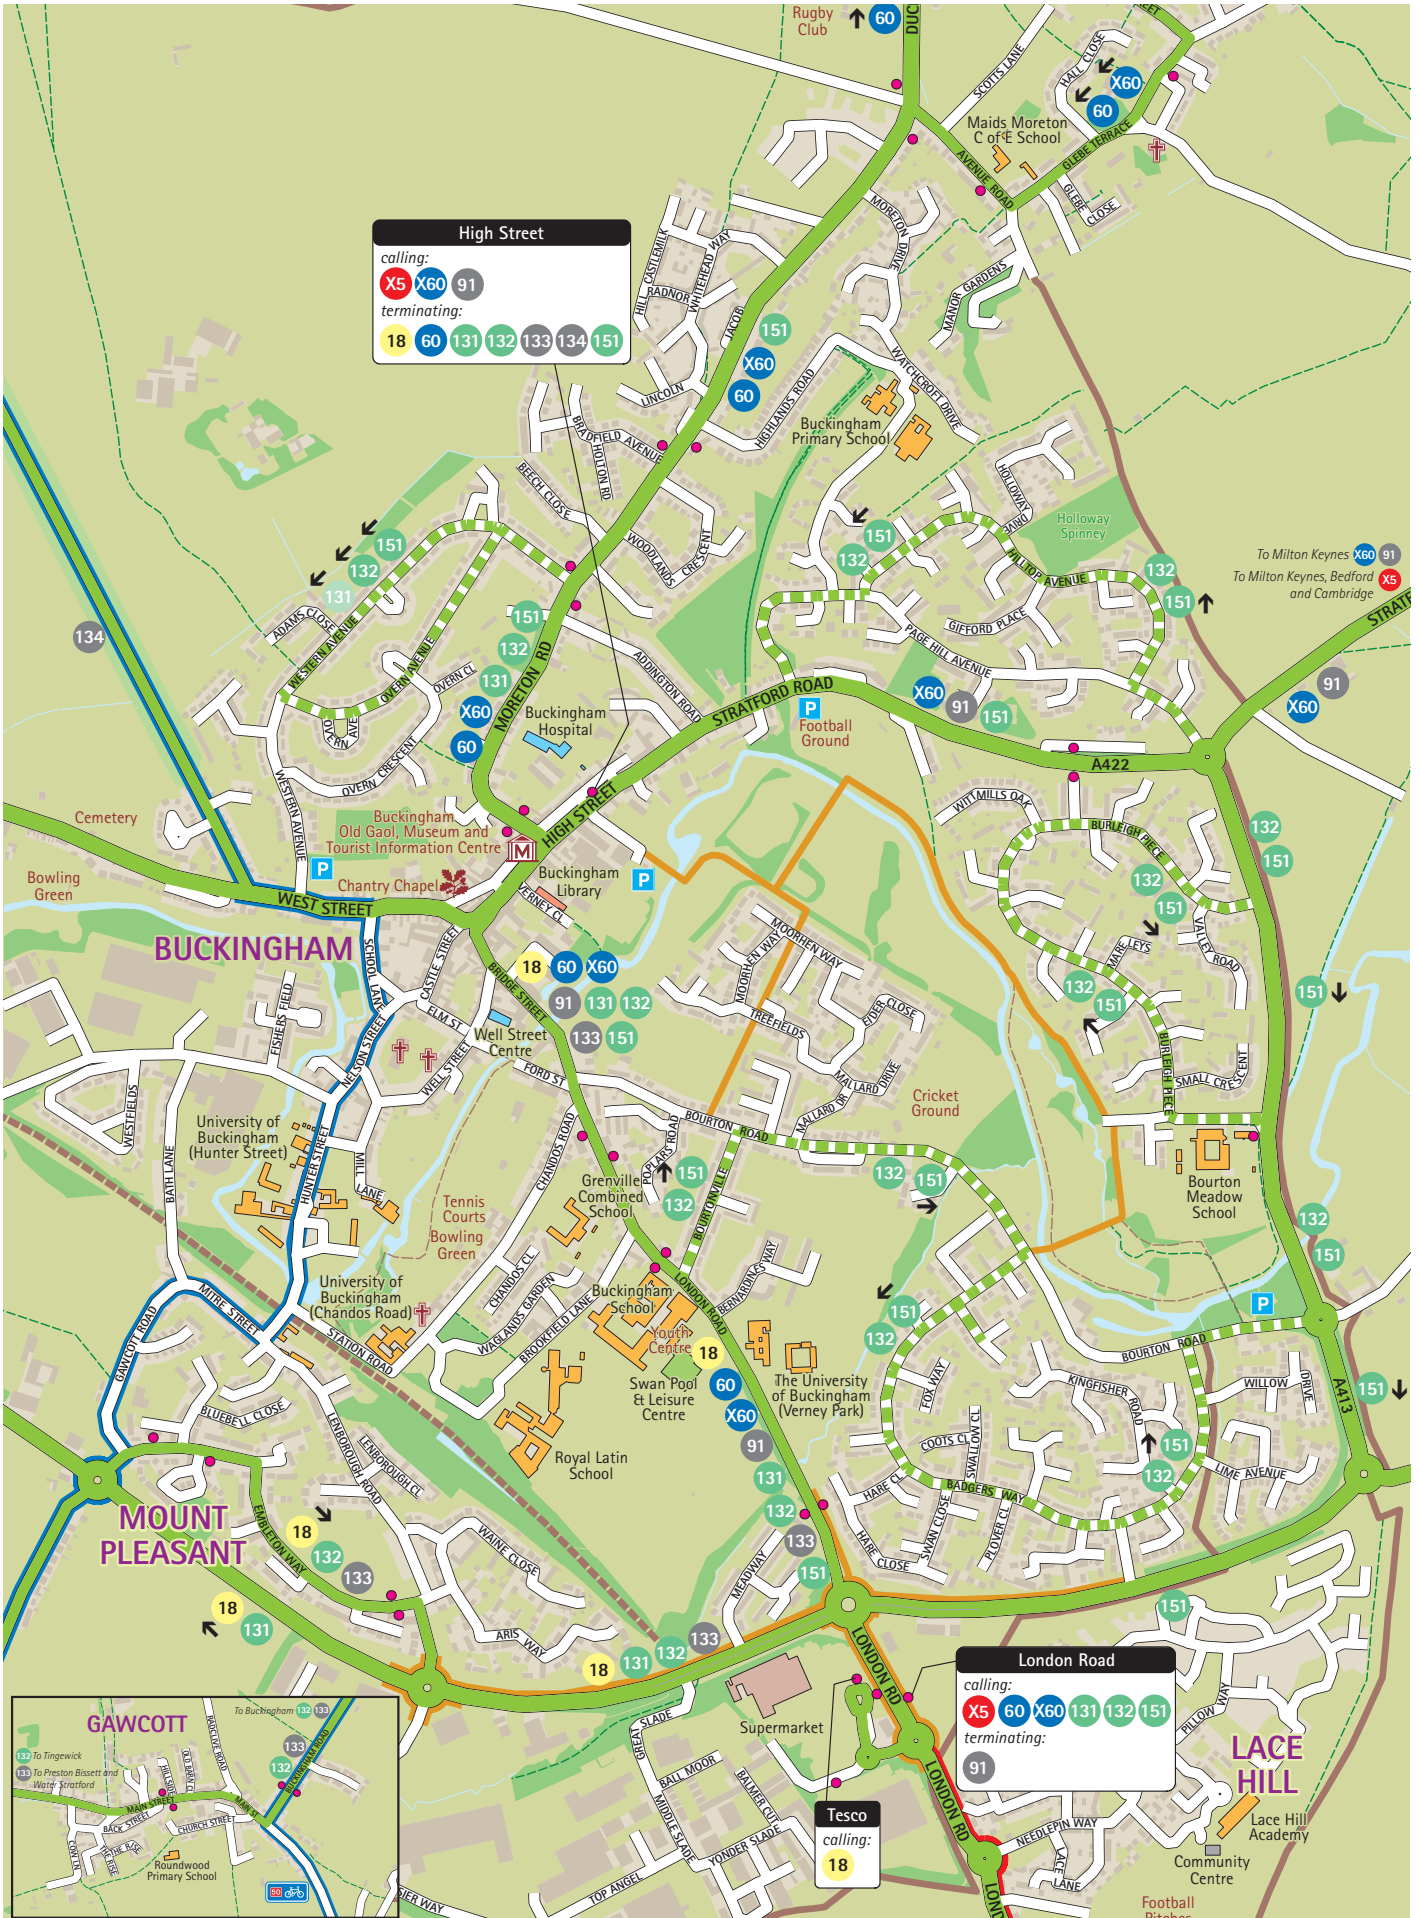 Rugby
Club
60
DUC
SCOTTS LANE
HALL CLOSE
X60
60
Maids Moreton
C of E School
AVENUE ROAD
GLEBE TERRACE
GLEBE
CLOSE
High Street
calling:
X5 X60 91
terminating:
18 60 131 132 133 134 151
HILL
CASTLEMILK
RADNOR
WHITEHEAD WAY
JACOB
MORETON DRIVE
MANOR GARDENS
151
X60
60
LINCOLN
HIGHLANDS ROAD
WATCHCROFT DRIVE
Buckingham
Primary School
BRADFIELD AVENUE
HOLTON RD
BEECH CLOSE
WOODLANDS
CRESCENT
HOLLOWAY
DRIVE
Holloway
Spinney
151
132
131
151
132
HILLTOP AVENUE
132
151
To Milton Keynes X60 91
To Milton Keynes, Bedford X5
and Cambridge
134
ADAMS CLOSE
WESTERN AVENUE
OVERN AVENUE
OVERN CL
OVERN
AVE
OVERN CRESCENT
WESTERN AVENUE
151
132
131
X60
60
MORETON RD
ADDINGTON ROAD
GIFFORD PLACE
PAGE HILL AVENUE
STRATFORD ROAD
X60
91
151
91
X60
A422
Buckingham
Hospital
P
Football
Ground
HIGH STREET
Cemetery
Buckingham
Old Gaol, Museum and
Tourist Information Centre
M
Bowling
Green
P
Chantry Chapel
Buckingham
Library
P
VERNEY CL
WEST STREET
WITTMILLS OAK
BURLEIGH PIECE
132
151
132
151
VALLEY ROAD
MARE LEYS
132
151
151
BUCKINGHAM
SCHOOL LANE
CASTLE STREET
ELM ST
BRIDGE STREET
18 60 X60
91 131 132
133 151
Well Street
Centre
WELL STREET
FORD ST
FISHERS FIELD
NELSON STREET
MOORHEN WAY
MOORHEN WAY
TREEFIELDS
EIDER CLOSE
MALLARD DRIVE
MALLARD DR
BURLEIGH PIECE
SMALL CRESCENT
Cricket
Ground
WESTFIELDS
BATH LANE
University of
Buckingham
(Hunter Street)
HUNTER STREET
MILL
LANE
CHANDOS ROAD
BOURTON ROAD
POPLARS ROAD
151
132
Grenville
Combined
School
BOURTONVILLE
132
151
Bourton
Meadow
School
Tennis
Courts
Bowling
Green
132
151
University of
Buckingham
(Chandos Road)
CHANDOS CL
WAGLANDS GARDEN
BROOKFIELD LANE
Buckingham
School
Youth
Centre
LONDON ROAD
BERNARDINES WAY
GAWCOTT ROAD
MITRE STREET
STATION ROAD
18
60
X60
91
131
132
133
151
Swan Pool
& Leisure
Centre
The University
of Buckingham
(Verney Park)
151
132
P
BOURTON ROAD
FOX WAY
KINGFISHER ROAD
WILLOW
DRIVE
A413
151
COOTS CL
SWALLOW CL
151
132
LIME AVENUE
BADGERS WAY
HARE CL
HARE CLOSE
SWAN CLOSE
PLOVER CL
BLUEBELL CLOSE
LENBOROUGH ROAD
LENBOROUGH CL
Royal Latin
School
MOUNT
PLEASANT
EMBLETON WAY
18
132
133
WAINE CLOSE
ARIS WAY
MEADWAY
18
131
18 131 132 133
151
LONDON RD
London Road
calling:
X5 60 X60 131 132 151
terminating:
91
Supermarket
PILLOW WAY
LACE
HILL
GREAT SLADE
BALL MOOR
BALMER CUT
MIDDLE SLADE
YONDER SLADE
TOP ANGEL
LONDON RD
Tesco
calling:
18
NEEDLEPIN WAY
LACE
LANE
Lace Hill
Academy
Community
Centre
Football
GAWCOTT
To Buckingham 132 133
133
132
BUCKINGHAM ROAD
RADCLIVE ROAD
OLD BARN CL
HILLSIDE
132 To Tingewick
133 To Preston Bissett and
Water Stratford
MAIN STREET
MAIN ST
BACK STREET
CHURCH STREET
THE RISE
THE RISE
COW LN
Roundwood
Primary School
50